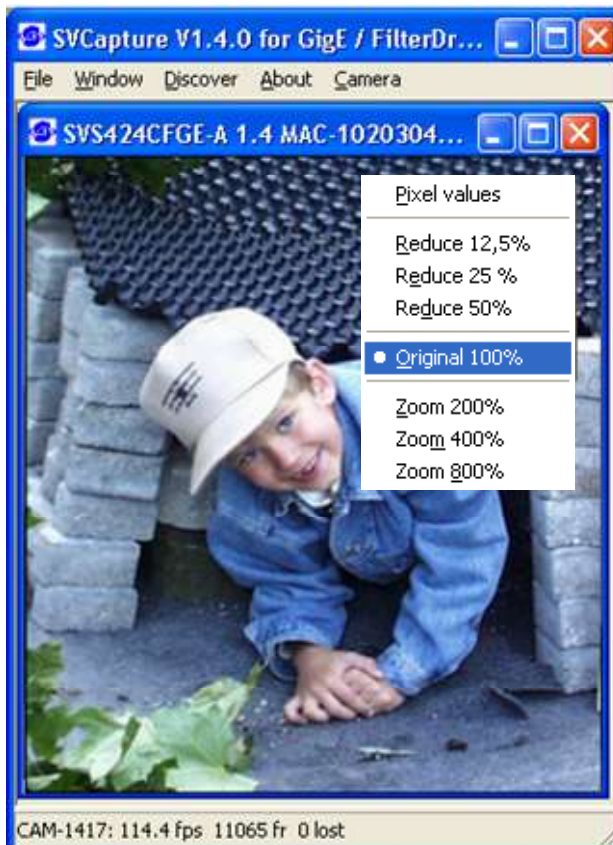 SVCapture V1.4.0 for GigE / FilterDr...
File Window Discover About Camera
SVS424CFGE-A 1.4 MAC-1020304...
Pixel values
Reduce 12,5%
Reduce 25 %
Reduce 50%
Original 100%
Zoom 200%
Zoom 400%
Zoom 800%
CAM-1417: 114.4 fps 11065 fr 0 lost